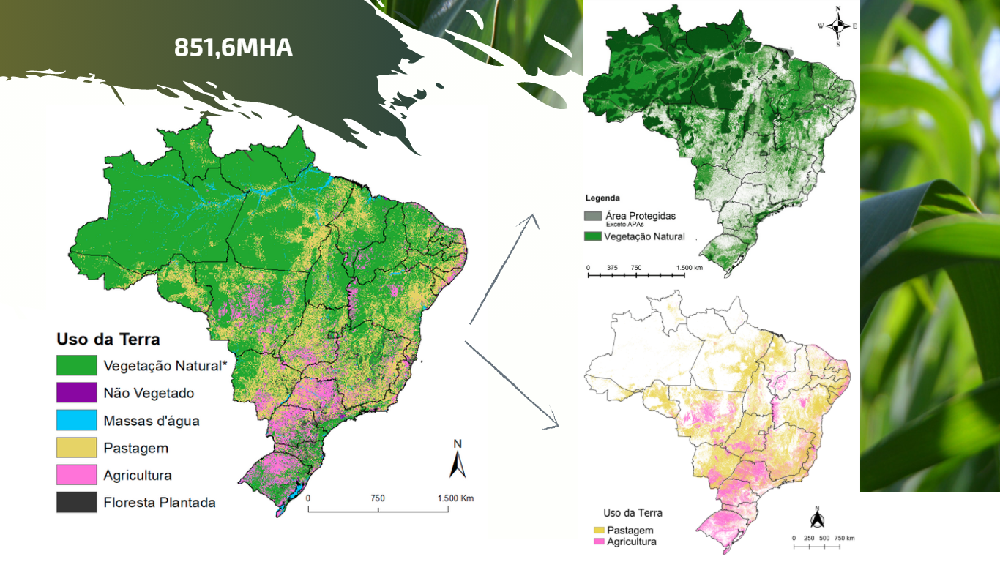 851,6MHA
Uso da Terra
Vegetação Natural*
Não Vegetado
Massas d'água
Pastagem
Agricultura
Floresta Plantada
N
0 750 1.500 Km
N
W E
S
Legenda
Área Protegidas
Exceto APAs
Vegetação Natural
0 375 750 1.500 km
Uso da Terra
Pastagem
Agricultura
N
0 250 500 750 km